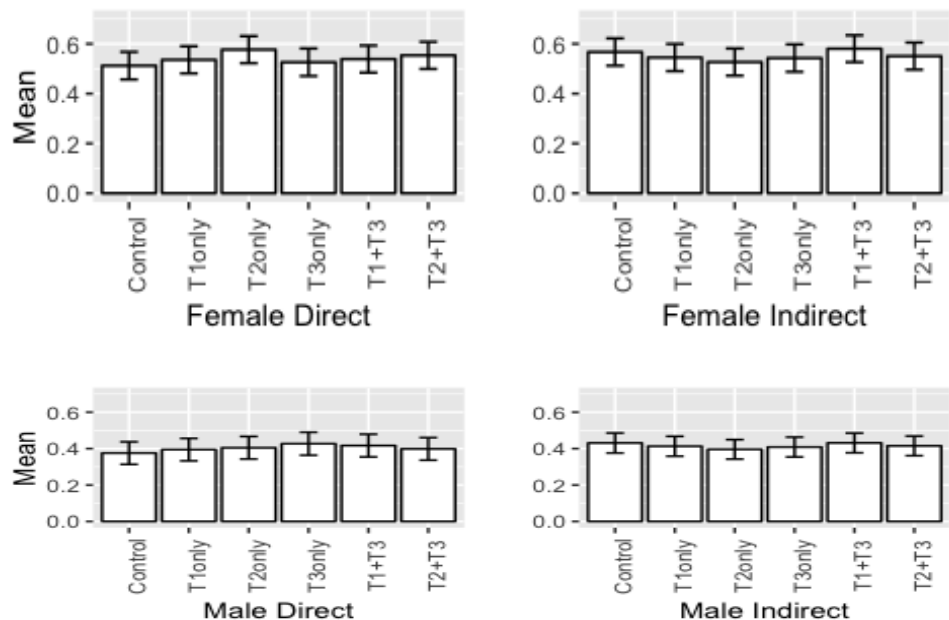 Mean
0.6
0.4
0.2
0.0
Control
T1only
T2only
T3only
T1+T3
T2+T3
Female Direct
0.6
0.4
0.2
0.0
Control
T1only
T2only
T3only
T1+T3
T2+T3
Female Indirect
Mean
0.6
0.4
0.2
0.0
Control
T1only
T2only
T3only
T1+T3
T2+T3
Male Direct
0.6
0.4
0.2
0.0
Control
T1only
T2only
T3only
T1+T3
T2+T3
Male Indirect